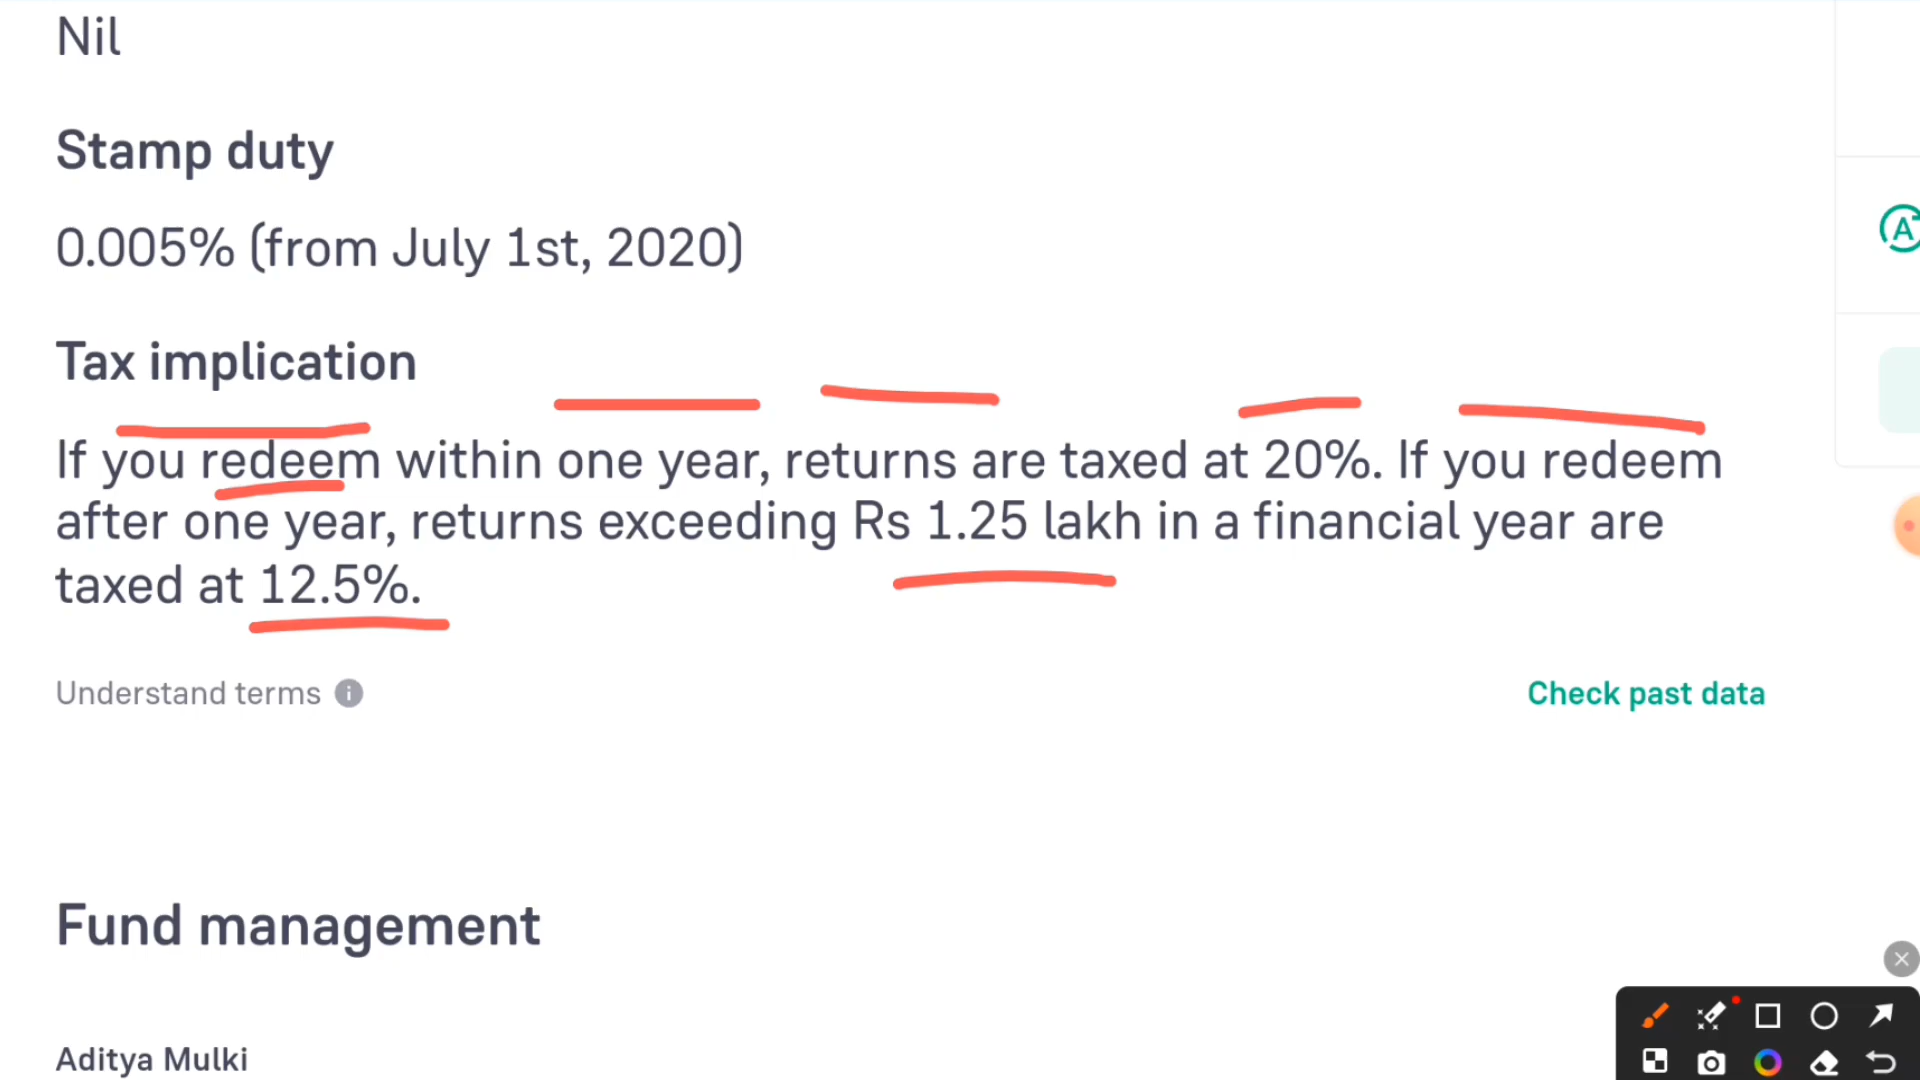 Nil
Stamp duty
0.005% (from July 1st, 2020)
Tax implication
If you redeem within one year, returns are taxed at 20%. If you redeem
after one year, returns exceeding Rs 1.25 lakh in a financial year are
taxed at 12.5%.
Understand terms
Check past data
Fund management
Aditya Mulki